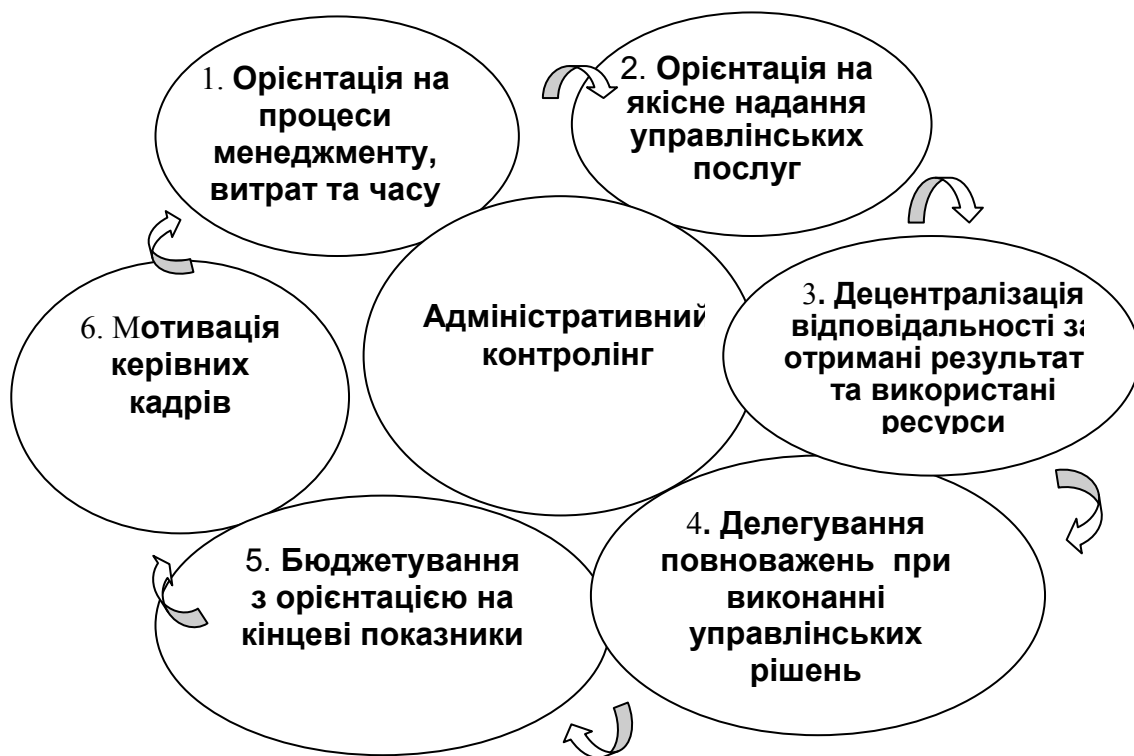 1. Орієнтація на
процеси
менеджменту,
витрат та часу
2. Орієнтація на
якісне надання
управлінських
послуг
Адміністративний
контролінг
3. Децентралізація
відповідальності за
отримані результат
та використані
ресурси
4. Делегування
повноважень при
виконанні
управлінських
рішень
5. Бюджетування
з орієнтацією на
кінцеві показники
6. Мотивація
керівних
кадрів